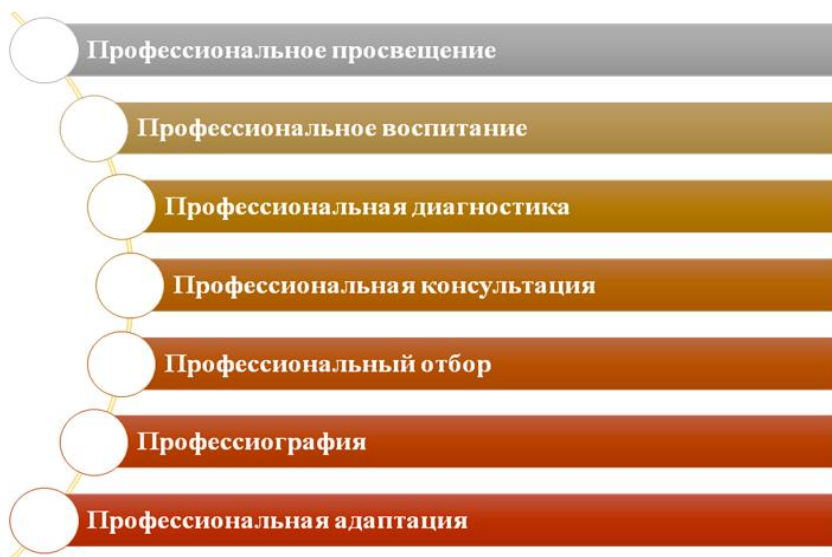 Профессиональное просвещение
Профессиональное воспитание
Профессиональная диагностика
Профессиональная консультация
Профессиональный отбор
Профессиография
Профессиональная адаптация